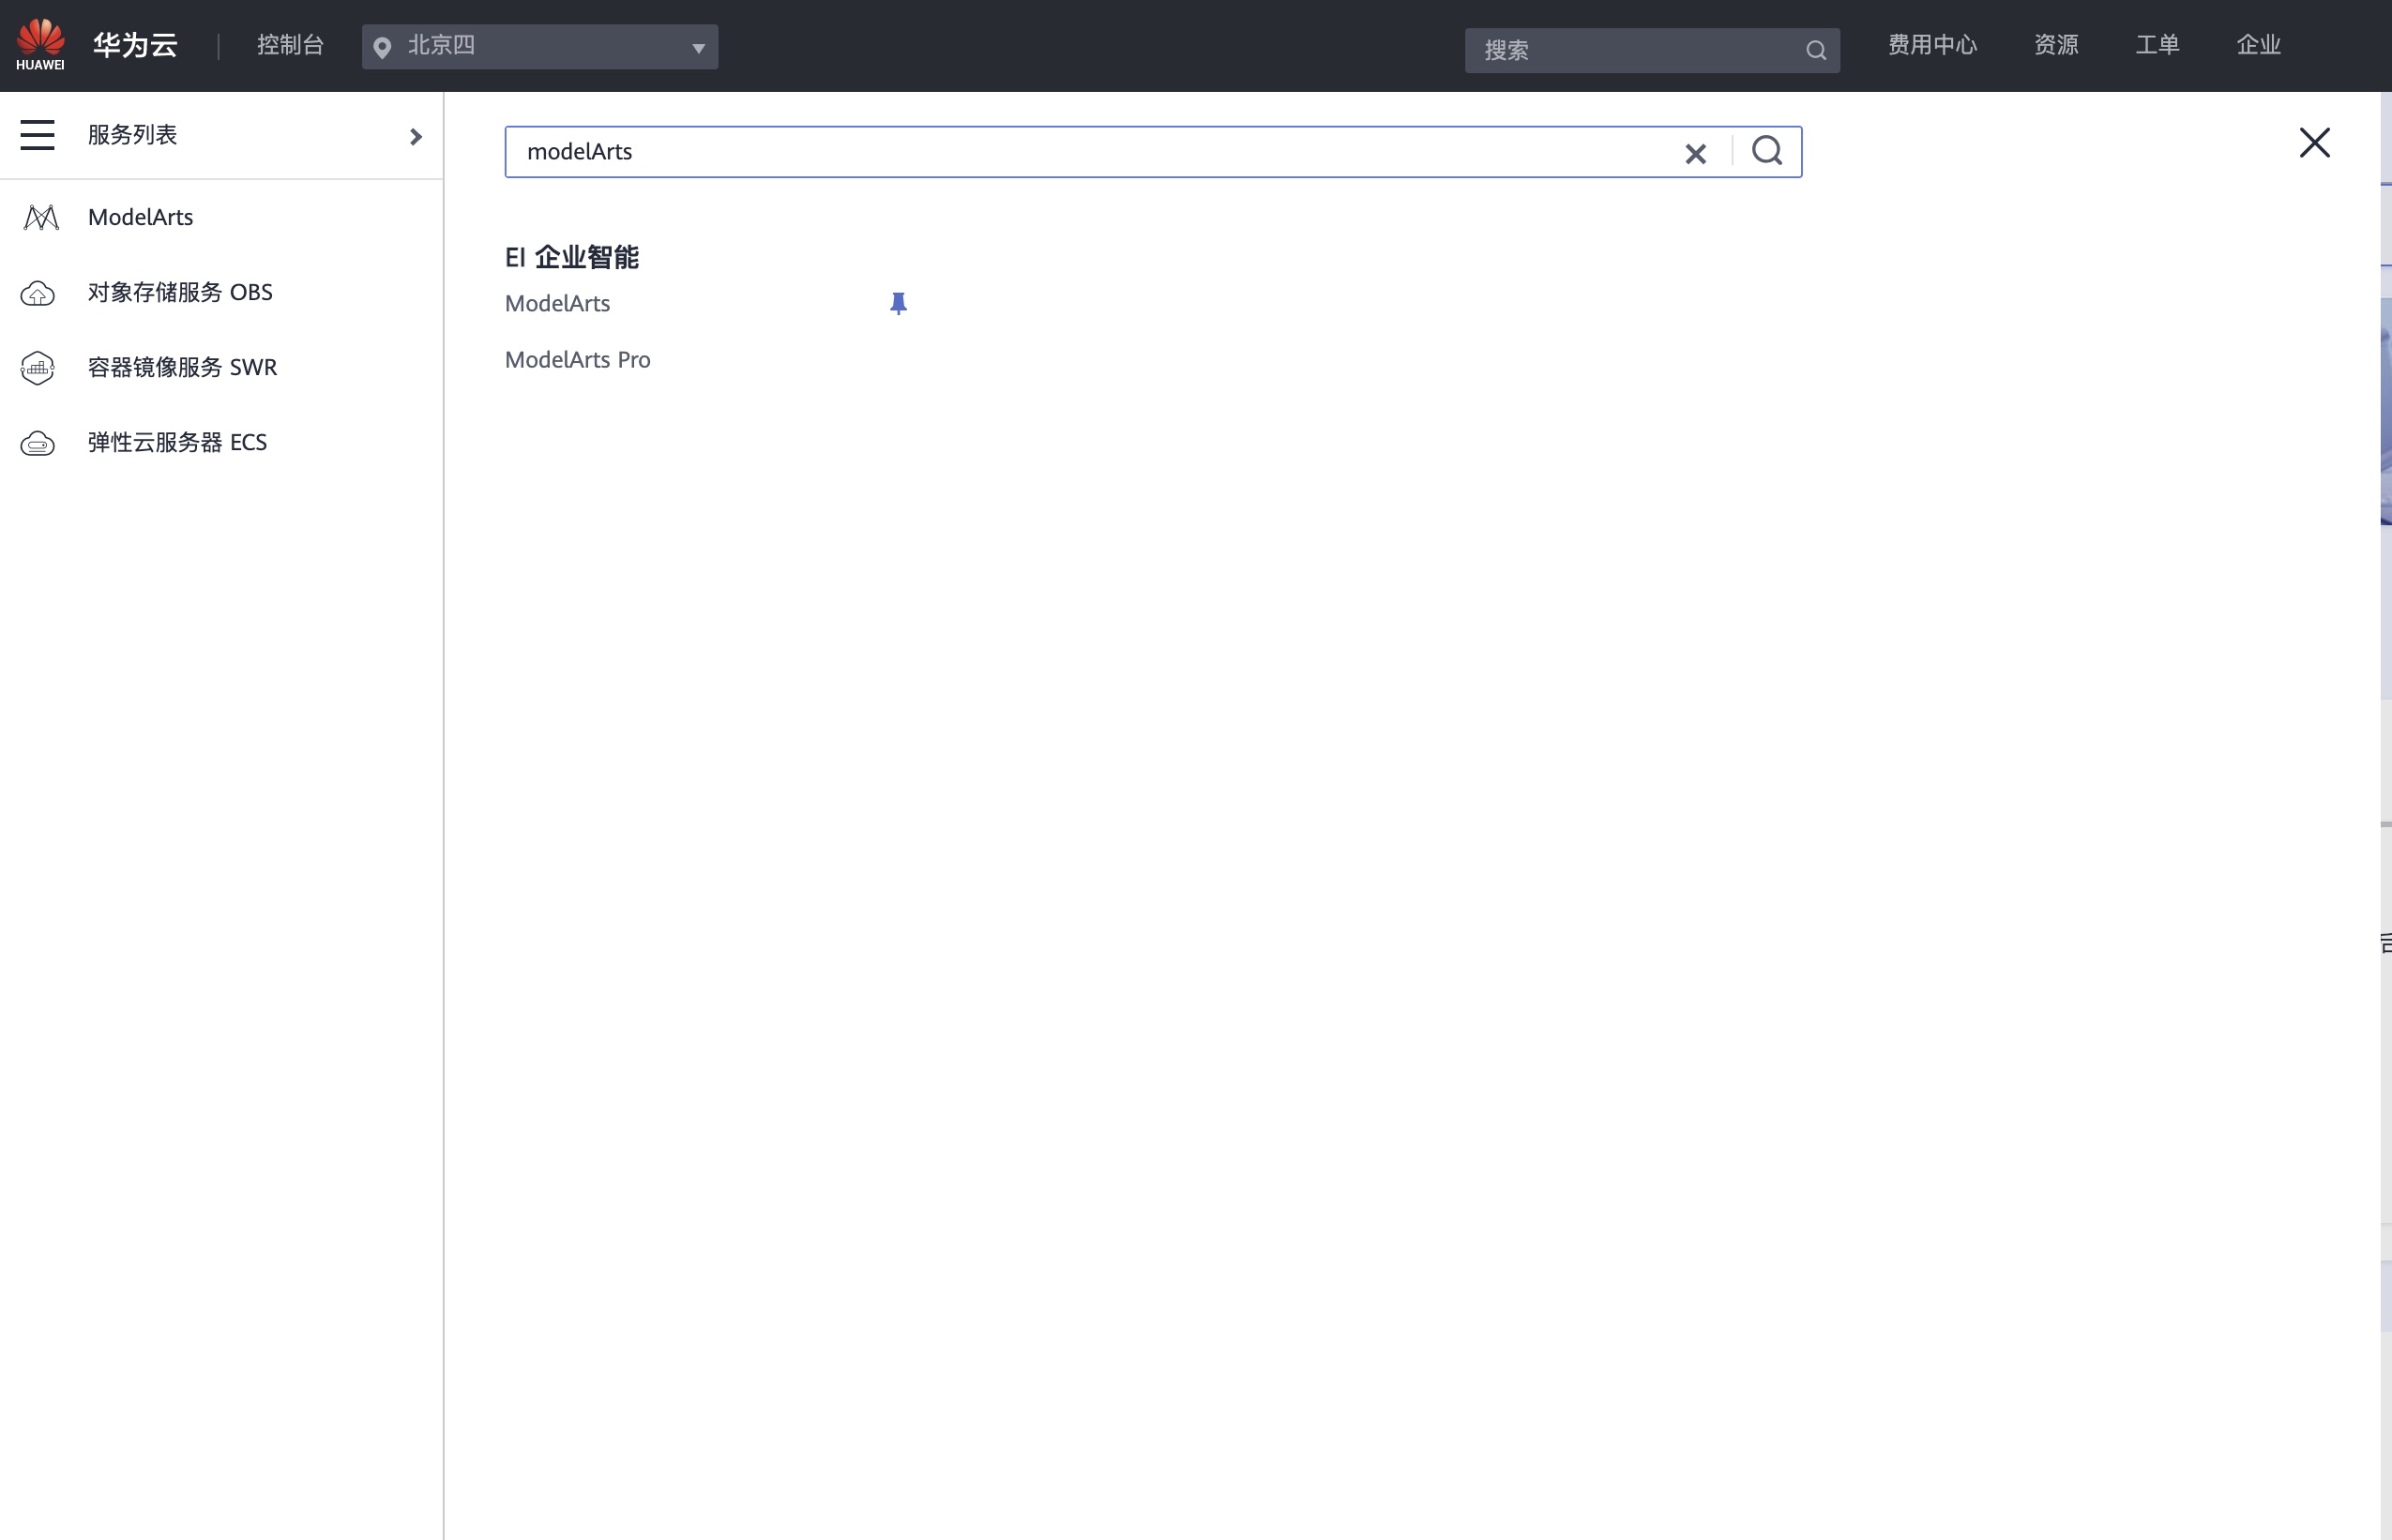 HUAWEI
华为云
控制台
北京四
搜索
费用中心
资源
工单
企业
服务列表
ModelArts
对象存储服务 OBS
容器镜像服务 SWR
弹性云服务器 ECS
modelArts
EI 企业智能
ModelArts
ModelArts Pro